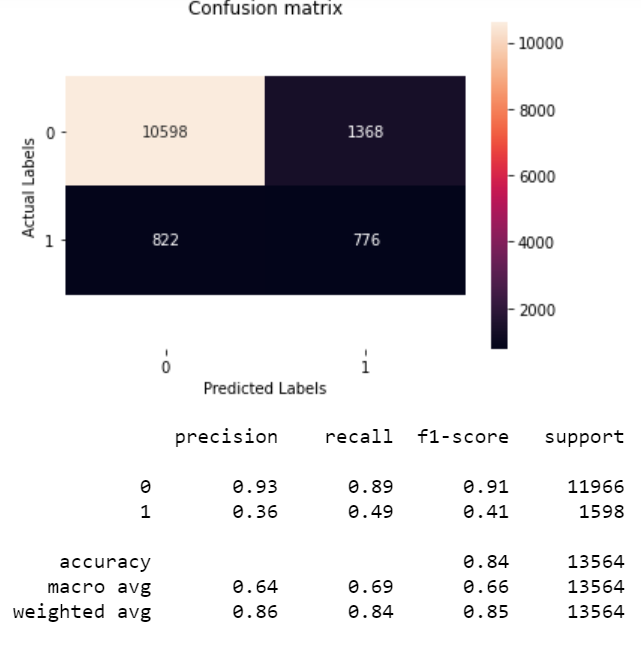 Confusion matrix
10000
8000
6000
4000
2000
Actual Labels
0 10598 1368
1 822 776
0 1
Predicted Labels
precision recall f1-score support
0 0.93 0.89 0.91 11966
1 0.36 0.49 0.41 1598
accuracy 0.84 13564
macro avg 0.64 0.69 0.66 13564
weighted avg 0.86 0.84 0.85 13564